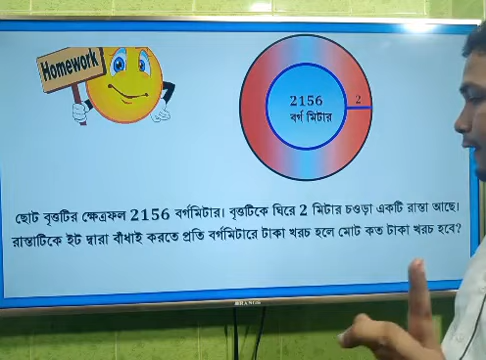 Homework
2156
বর্গ মিটার
2
ছোট বৃত্তটির ক্ষেত্রফল 2156 বর্গমিটার। বৃত্তটিকে ঘিরে 2 মিটার চওড়া একটি রাস্তা আছে।
রাস্তাটিকে ইট দ্বারা বাঁধাই করতে প্রতি বর্গমিটারে টাকা খরচ হলে মোট কত টাকা খরচ হবে?